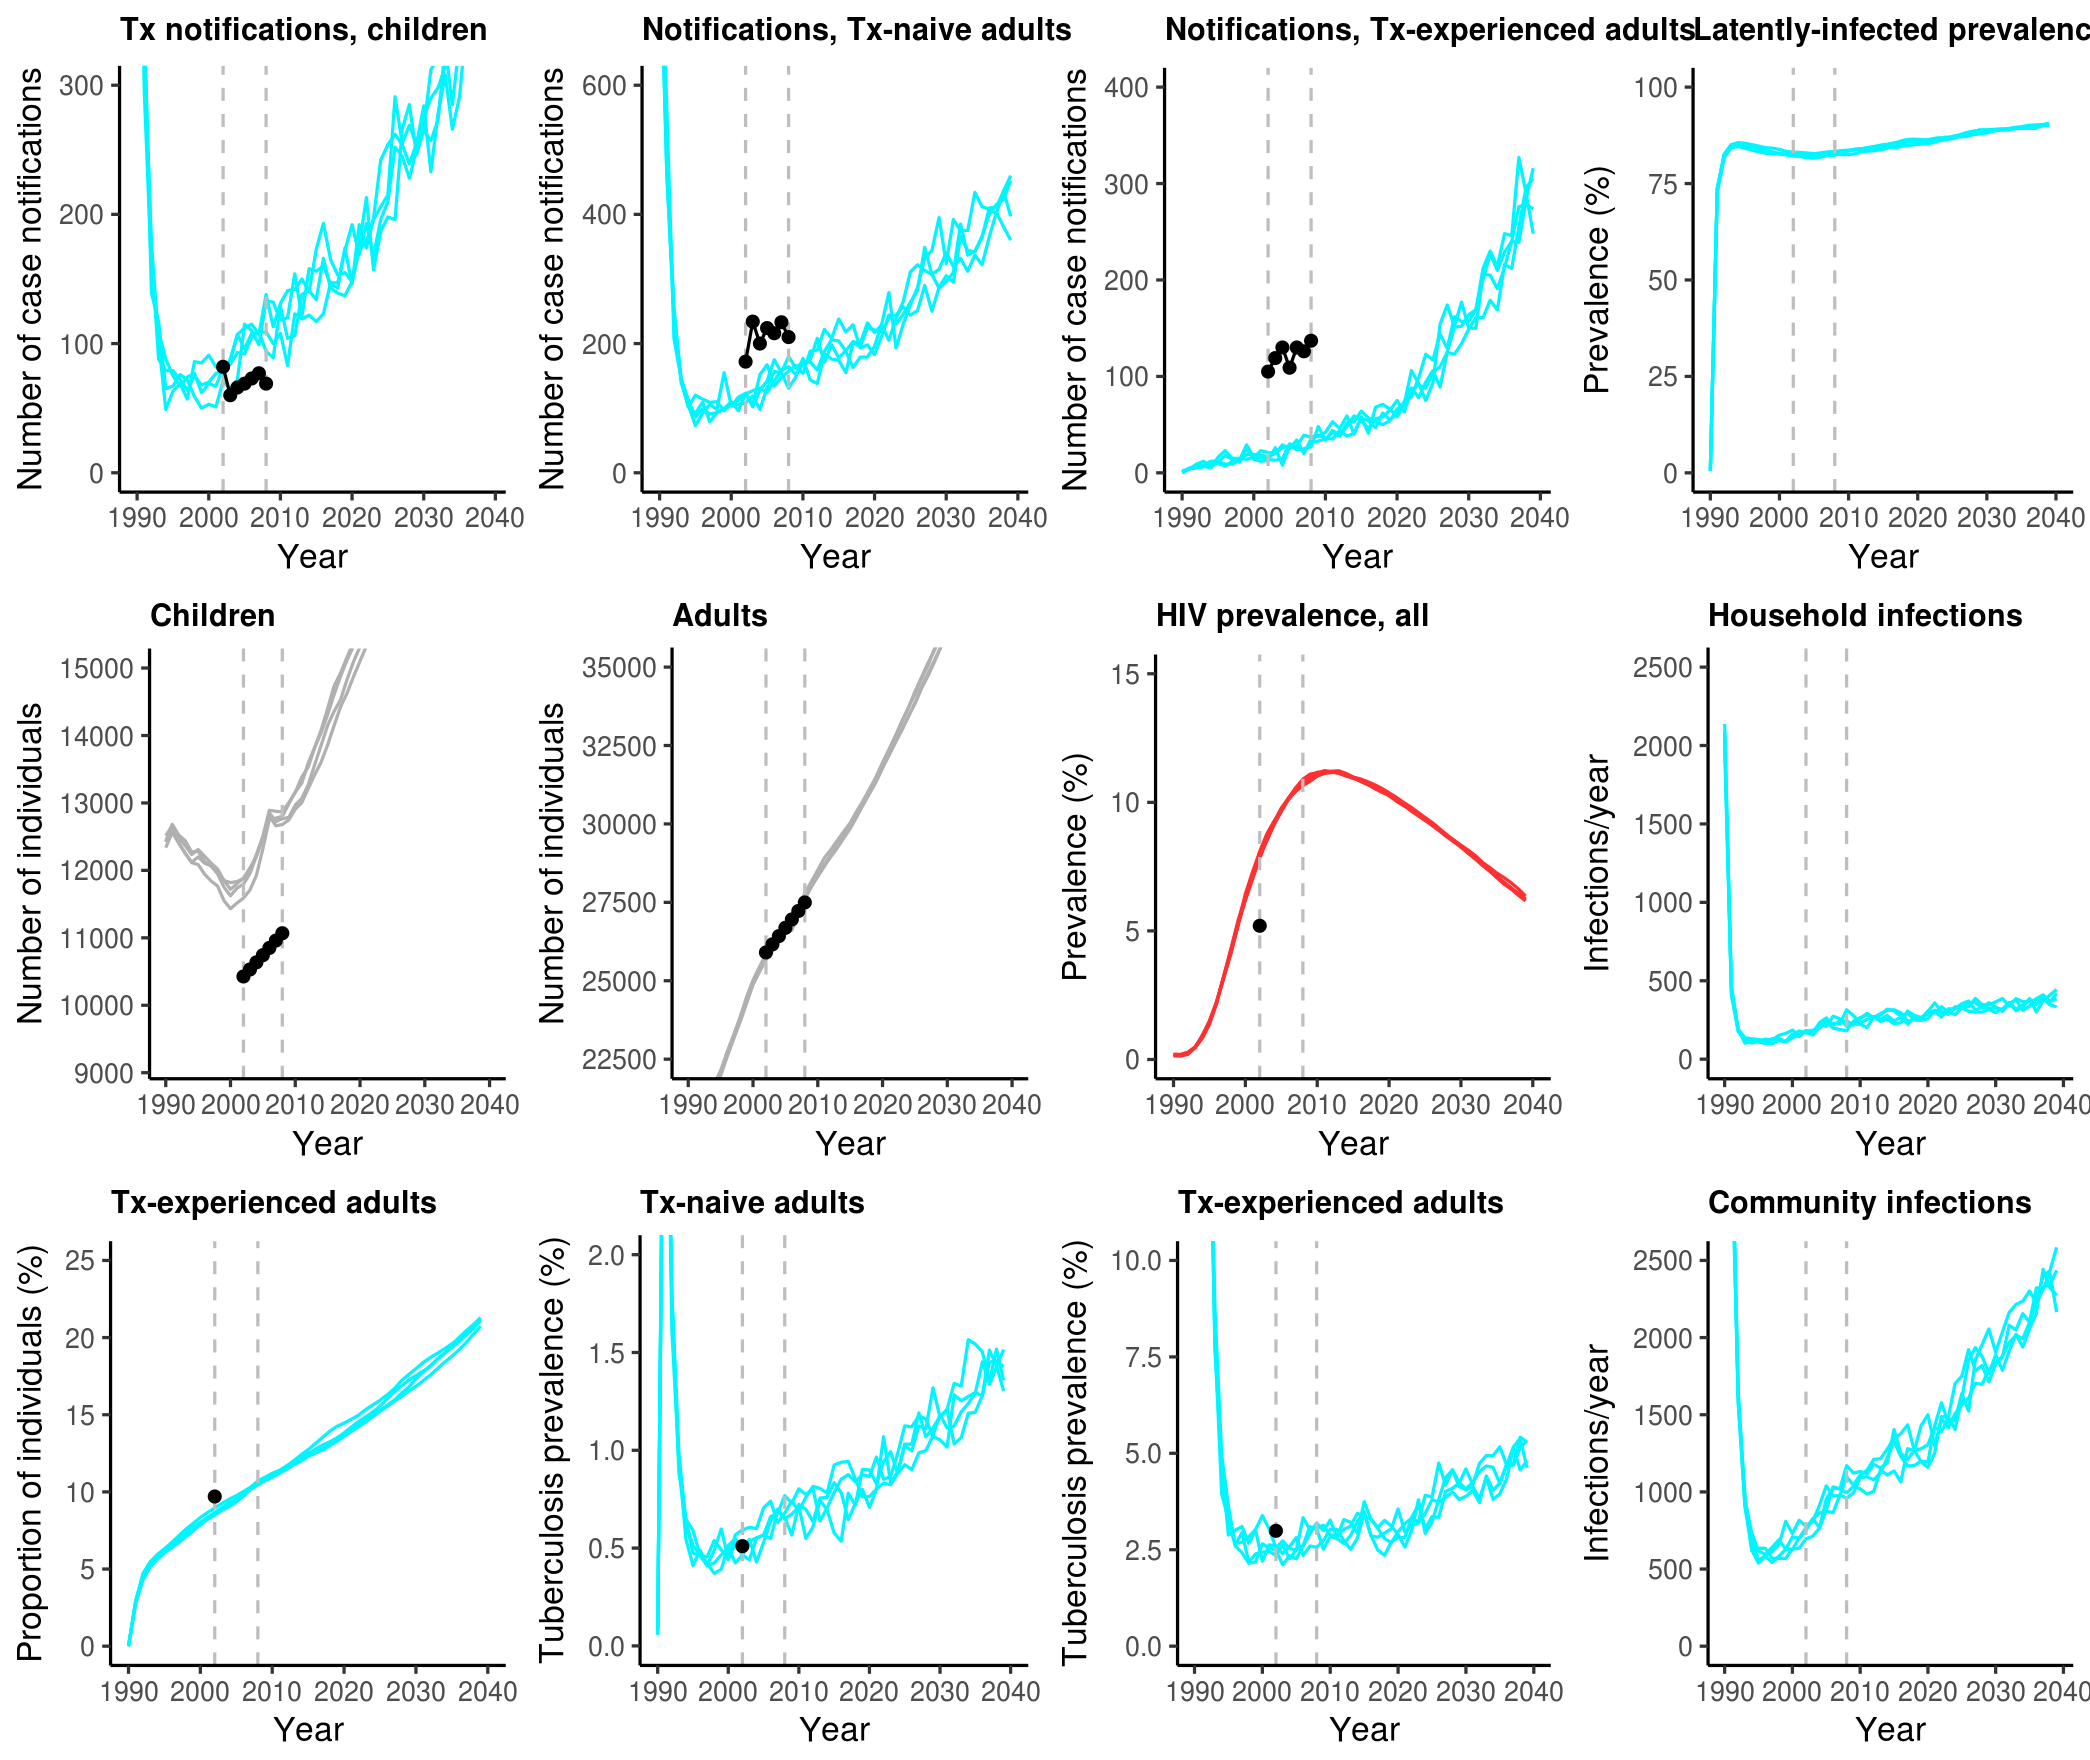 Tx notifications, children
Number of case notifications
300
200
100
0
1990 2000 2010 2020 2030 2040
Year
Notifications, Tx-naive adults
Number of case notifications
600
400
200
0
1990 2000 2010 2020 2030 2040
Year
Notifications, Tx-experienced adults
Number of case notifications
400
300
200
100
0
1990 2000 2010 2020 2030 2040
Year
Latently-infected prevalenc
Prevalence (%)
100
75
50
25
0
1990 2000 2010 2020 2030 2040
Year
Children
Number of individuals
15000
14000
13000
12000
11000
10000
9000
1990 2000 2010 2020 2030 2040
Year
Adults
Number of individuals
35000
32500
30000
27500
25000
22500
1990 2000 2010 2020 2030 2040
Year
HIV prevalence, all
Prevalence (%)
15
10
5
0
1990 2000 2010 2020 2030 2040
Year
Household infections
Infections/year
2500
2000
1500
1000
500
0
1990 2000 2010 2020 2030 2040
Year
Tx-experienced adults
Proportion of individuals (%)
25
20
15
10
5
0
1990 2000 2010 2020 2030 2040
Year
Tx-naive adults
Tuberculosis prevalence (%)
2.0
1.5
1.0
0.5
0.0
1990 2000 2010 2020 2030 2040
Year
Tx-experienced adults
Tuberculosis prevalence (%)
10.0
7.5
5.0
2.5
0.0
1990 2000 2010 2020 2030 2040
Year
Community infections
Infections/year
2500
2000
1500
1000
500
0
1990 2000 2010 2020 2030 2040
Year